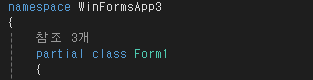 namespace WinFormsApp3
{
참조 3개
partial class Form1
{